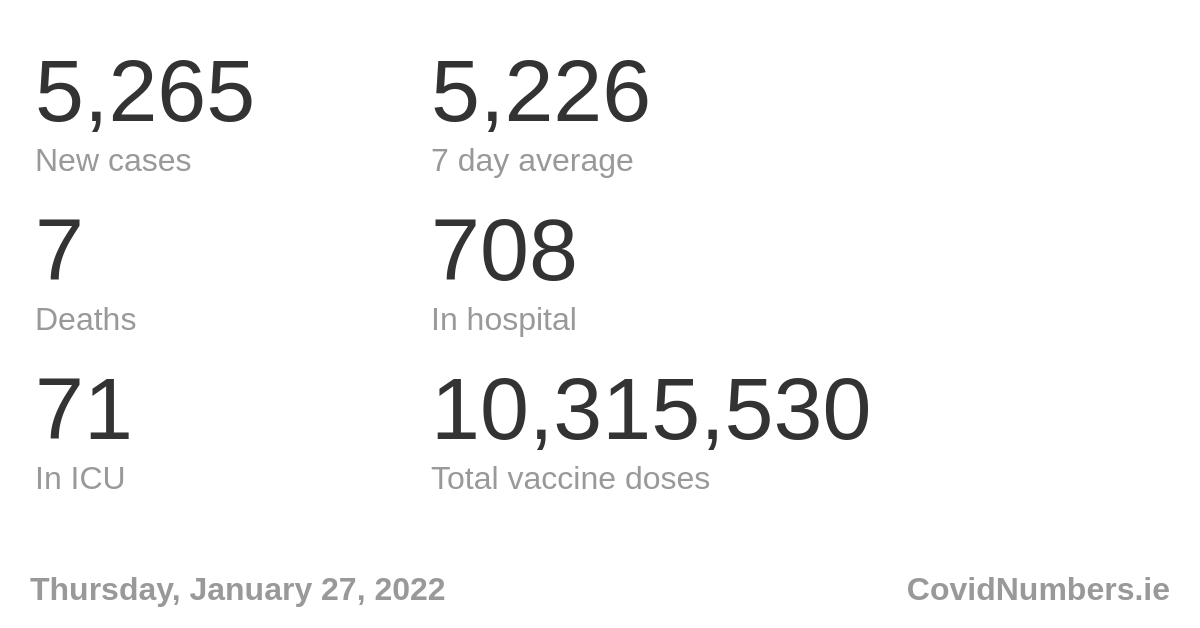 5,265 5,226
New cases 7 day average
7 708
Deaths In hospital
71 10,315,530
In ICU Total vaccine doses
Thursday, January 27, 2022 CovidNumbers.ie